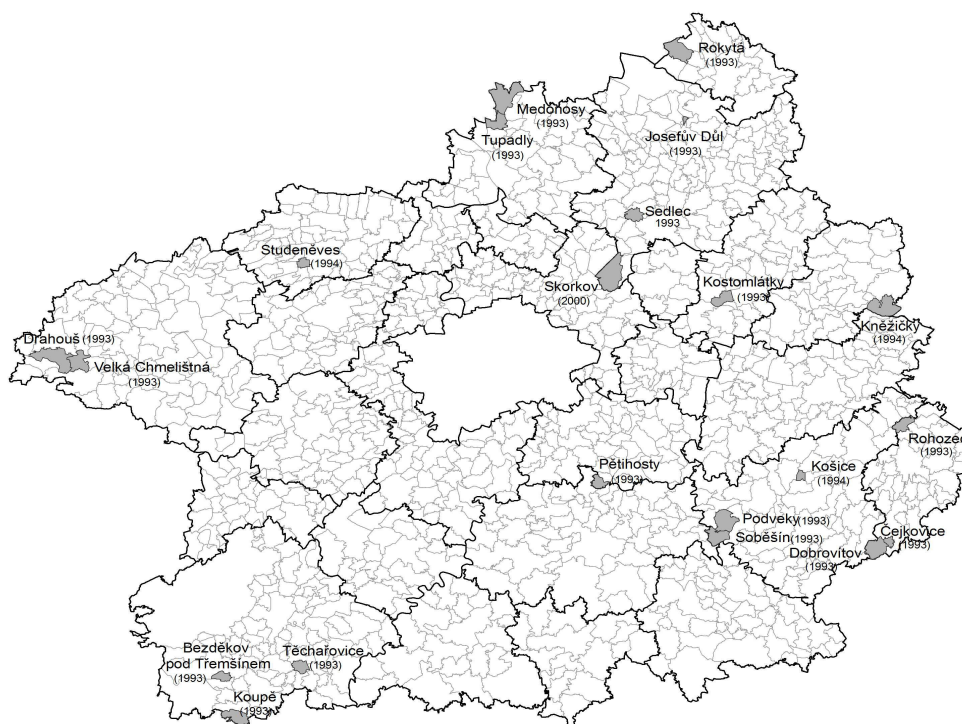 Rokytá
(1993)
Medonosy
(1993)
Tupadly
(1993)
Josefův Důl
(1993)
Sedlec
1993
Studeněves
(1994)
Skorkov
(2000)
Kostomlátky
(1993)
Kněžičky
(1994)
Drahouš (1993)
Velká Chmelištná
(1993)
Rohozec
(1993)
Pětihosty
(1993)
Košice
(1994)
Podveky (1993)
Soběšín (1993)
Čejkovice
(1993)
Dobrovítov
(1993)
Bezděkov
pod Třemšínem
(1993)
Těchařovice
(1993)
Koupě
(1993)